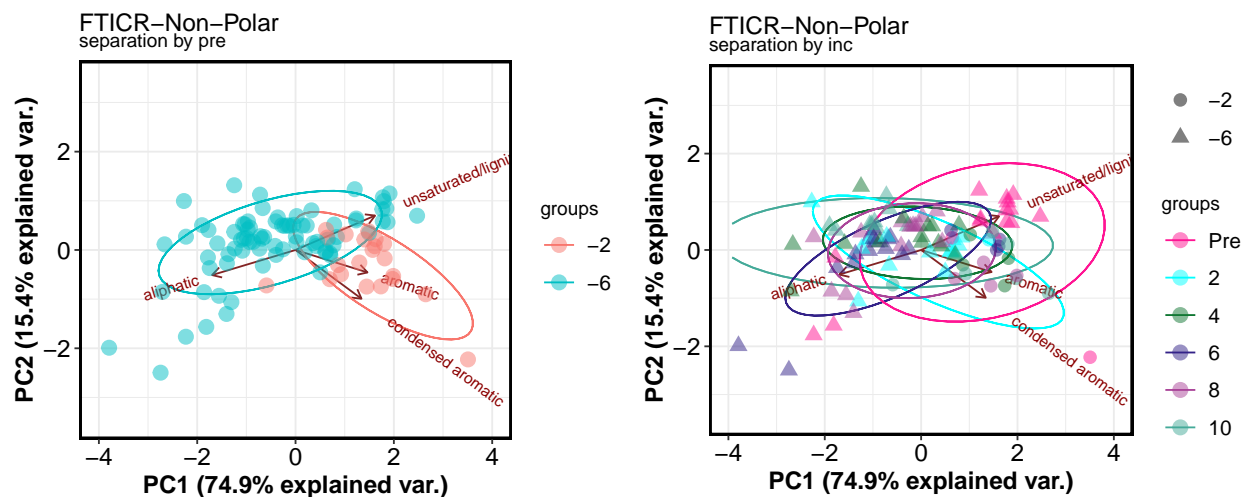 FTICR−Non−Polar
separation by pre
PC2 (15.4% explained var.)
2
0
−2
−4
−2
0
2
4
PC1 (74.9% explained var.)
unsaturated/ligni
aliphatic
aromatic
condensed aromatic
groups
−2
−6
FTICR−Non−Polar
separation by inc
PC2 (15.4% explained var.)
2
0
−2
−4
−2
0
2
4
PC1 (74.9% explained var.)
unsaturated/ligni
aliphatic
aromatic
condensed aromatic
−2
−6
groups
Pre
2
4
6
8
10